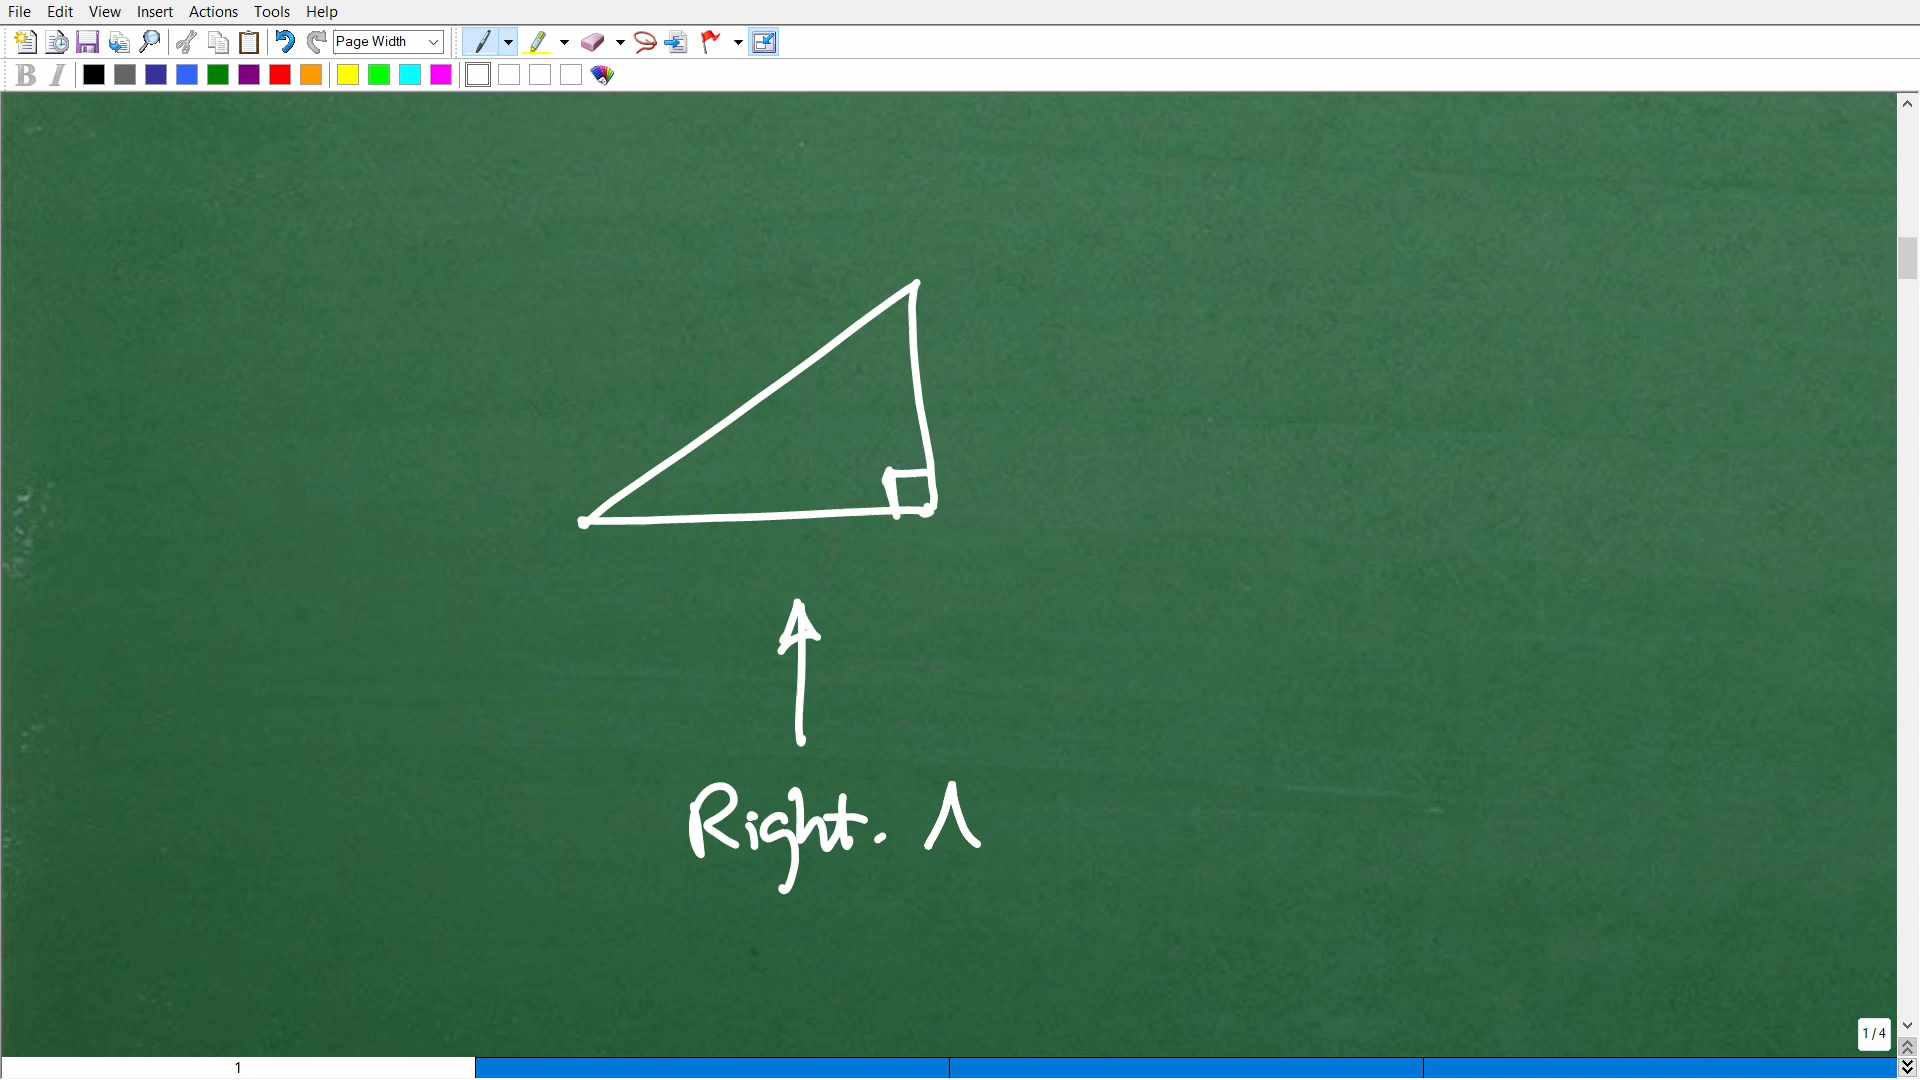 File Edit View Insert Actions Tools Help
Page Width
B I
Right. Λ
1 / 4
1